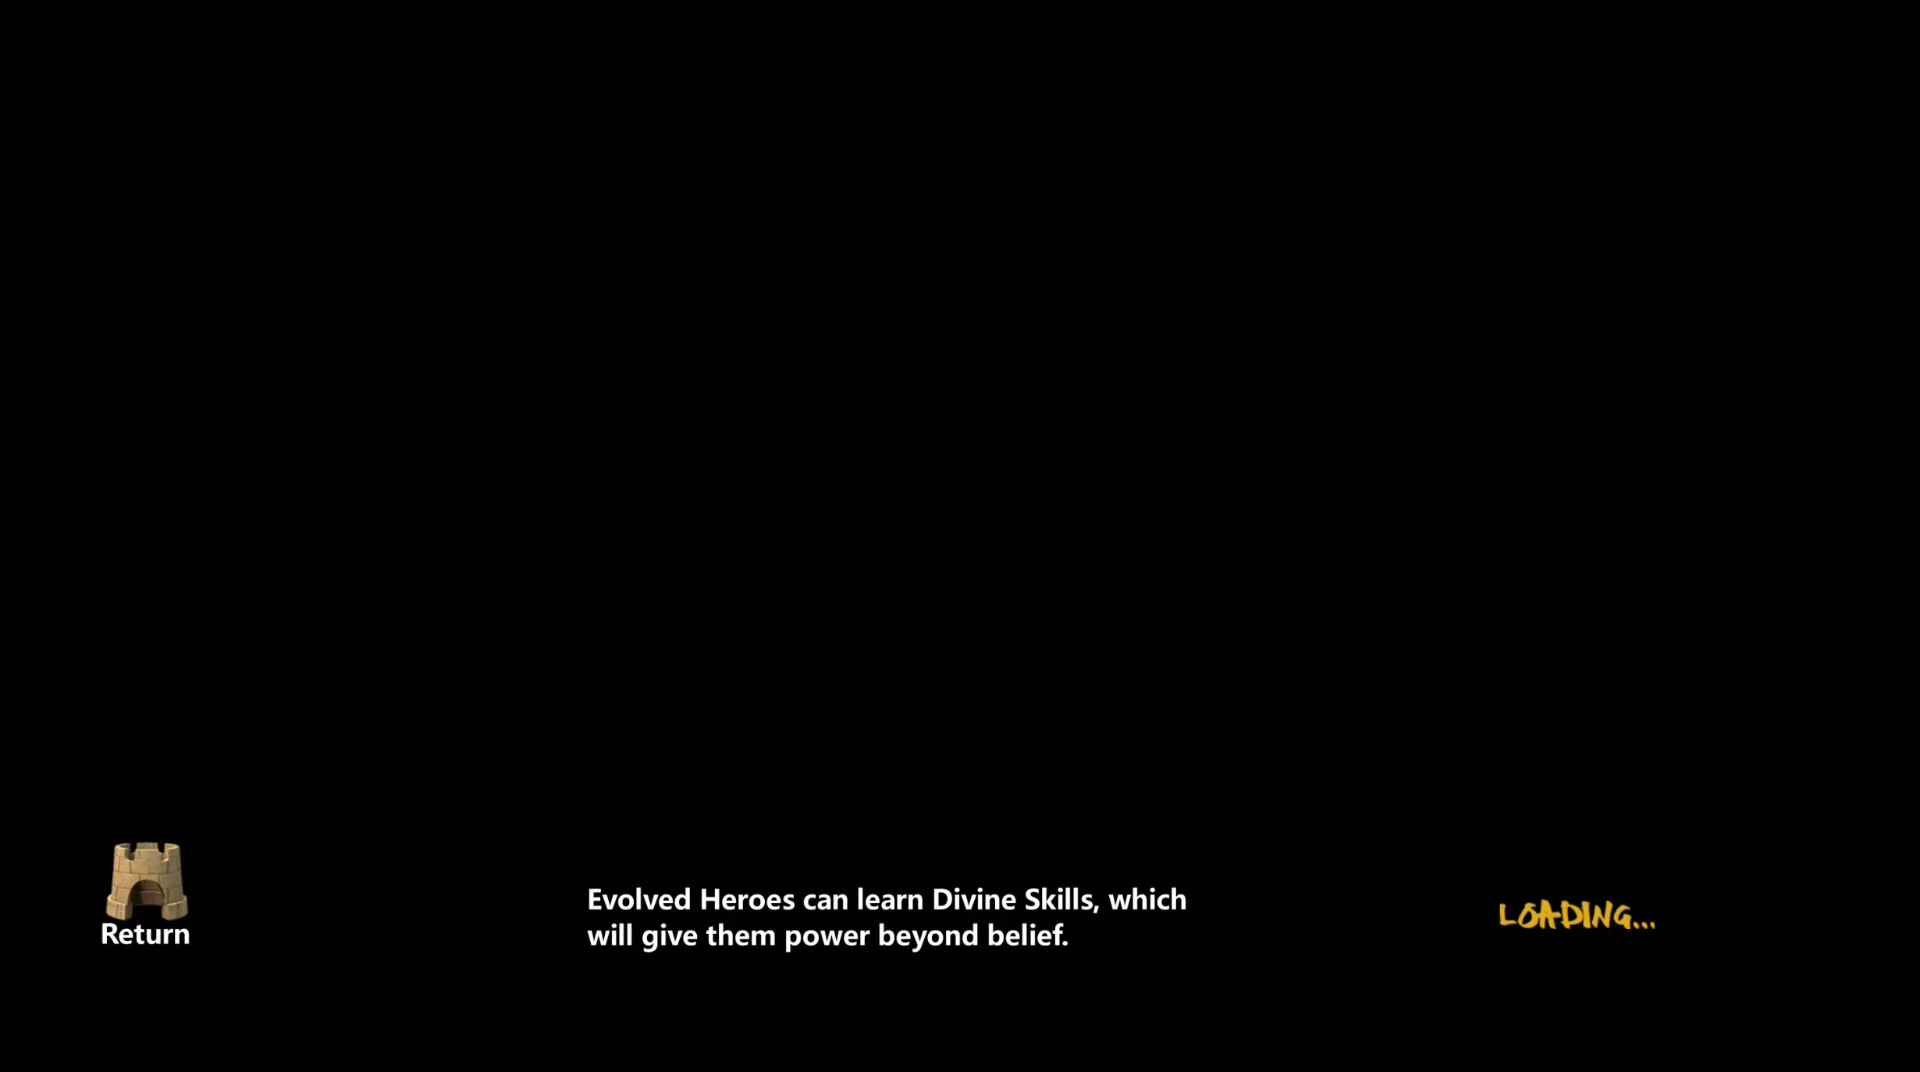 Return
Evolved Heroes can learn Divine Skills, which
will give them power beyond belief.
LOADING...